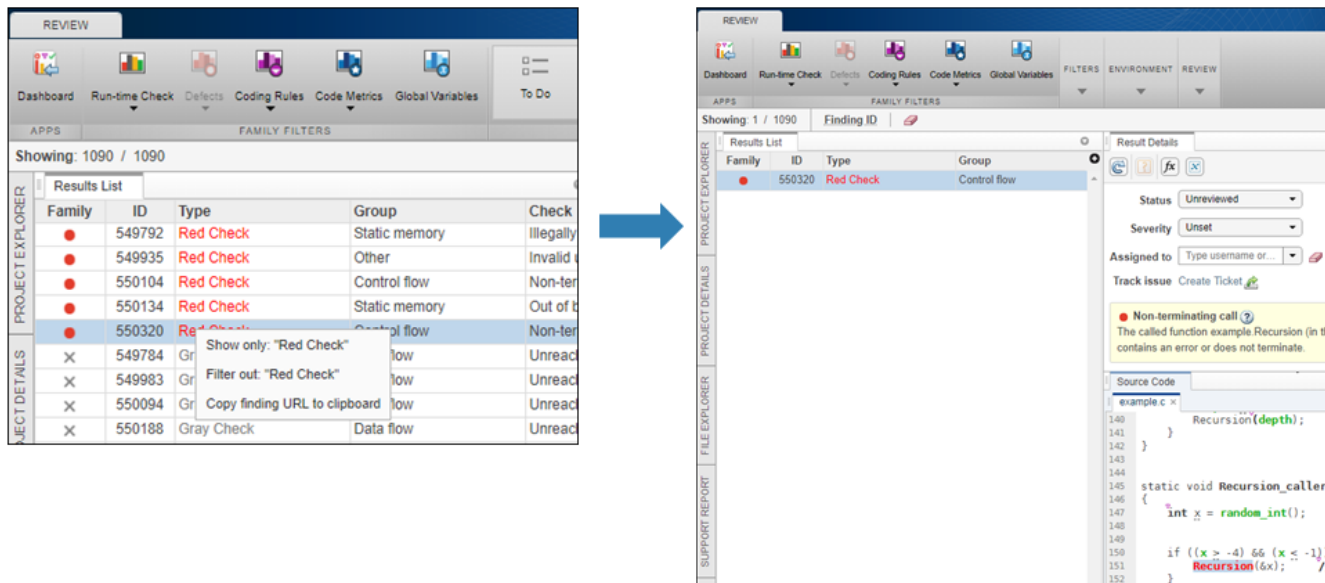 REVIEW
Dashboard Run-time Check Defects Coding Rules Code Metrics Global Variables To Do
APPS FAMILY FILTERS
Showing: 1090 / 1090
PROJECT EXPLORER
Results List
Family ID Type Group Check
549792 Red Check Static memory Illegally
549935 Red Check Other Invalid
550104 Red Check Control flow Non-ter
550134 Red Check Static memory Out of b
550320 Red Check Control flow Non-ter
Show only: "Red Check"
Filter out: "Red Check"
Copy finding URL to clipboard
549784 Gr flow Unreac
549983 Gr flow Unreac
550094 Gr flow Unreac
550188 Gray Check Data flow Unreac
JECT DETAILS
REVIEW
Dashboard Run-time Check Defects Coding Rules Code Metrics Global Variables FILTERS ENVIRONMENT REVIEW
APPS FAMILY FILTERS
Showing: 1 / 1090 Finding ID
PROJECT EXPLORER
PROJECT DETAILS
FILE EXPLORER
SUPPORT REPORT
Results List
Family ID Type Group
550320 Red Check Control flow
Result Details
fx x
Status Unreviewed
Severity Unset
Assigned to Type username or...
Track issue Create Ticket
Non-terminating call ?
The called function example.Recursion (in t
contains an error or does not terminate.
Source Code
example.c ×
140 Recursion(depth);
141 }
142 }
143
144
145 static void Recursion_caller
146 {
147 int x = random_int();
148
149
150 if ((x > -4) && (x < -1)
151 Recursion(&x); /
152 }